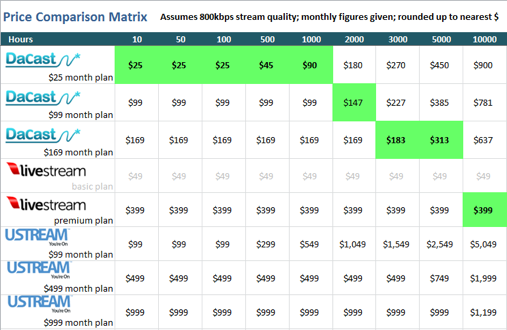 Price Comparison Matrix Assumes 800kbps stream quality; monthly figures given; rounded up to nearest $
Hours 10 50 100 500 1000 2000 3000 5000 10000
DaCast $25 $25 $25 $45 $90 $180 $270 $450 $900
$25 month plan
DaCast $99 $99 $99 $99 $99 $147 $227 $385 $781
$99 month plan
DaCast $169 $169 $169 $169 $169 $169 $183 $313 $637
$169 month plan
livestream $49 $49 $49 $49 $49 $49 $49 $49 $49
basic plan
livestream $399 $399 $399 $399 $399 $399 $399 $399 $399
premium plan
USTREAM $99 $99 $99 $299 $549 $1,049 $1,549 $2,549 $5,049
You're On
$99 month plan
USTREAM $499 $499 $499 $499 $499 $499 $499 $749 $1,999
You're On
$499 month plan
USTREAM $999 $999 $999 $999 $999 $999 $999 $999 $1,199
You're On
$999 month plan